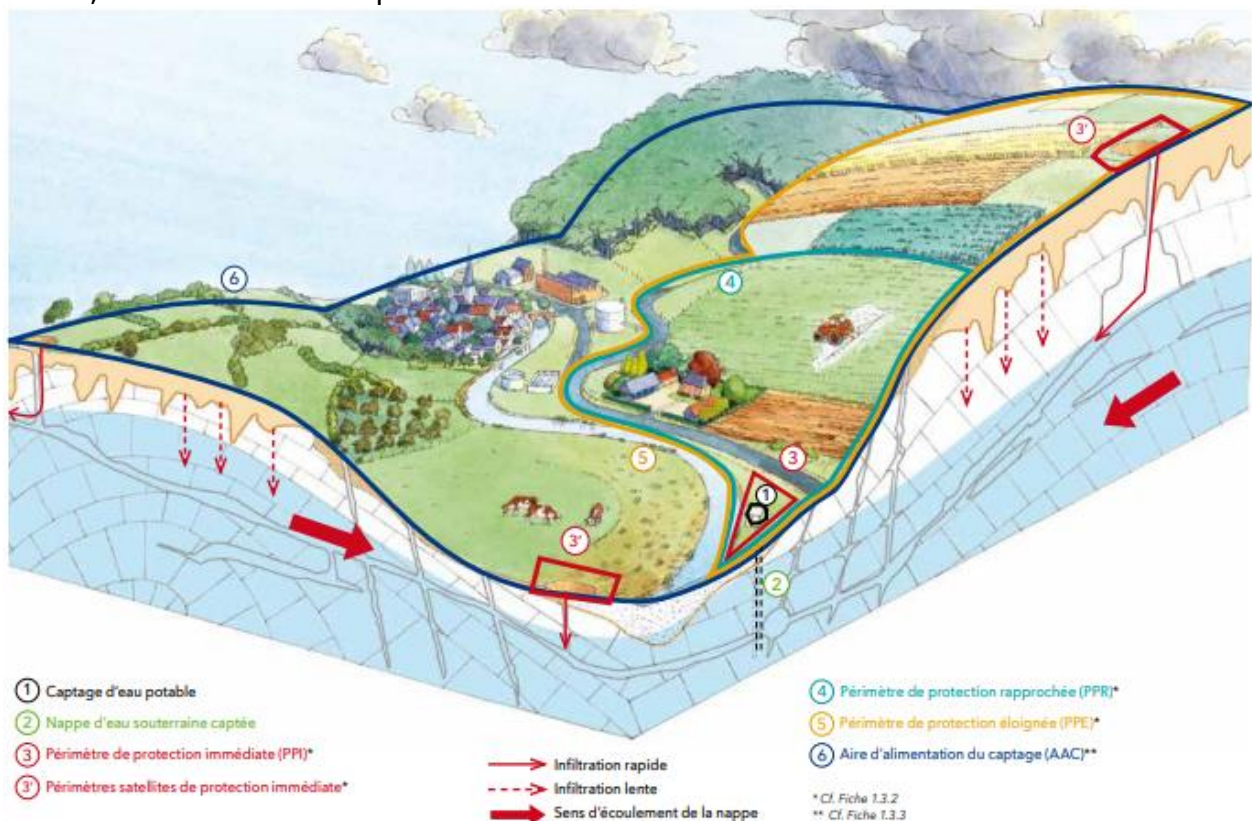 6
3'
4
5
3
1
3'
2
1 Captage d'eau potable
2 Nappe d'eau souterraine captée
3 Périmètre de protection immédiate (PPI)*
3' Périmètres satellites de protection immédiate*
Infiltration rapide
Infiltration lente
Sens d'écoulement de la nappe
4 Périmètre de protection rapprochée (PPR)*
5 Périmètre de protection éloignée (PPE)*
6 Aire d'alimentation du captage (AAC)**
* Cf. Fiche 1.3.2
** Cf. Fiche 1.3.3